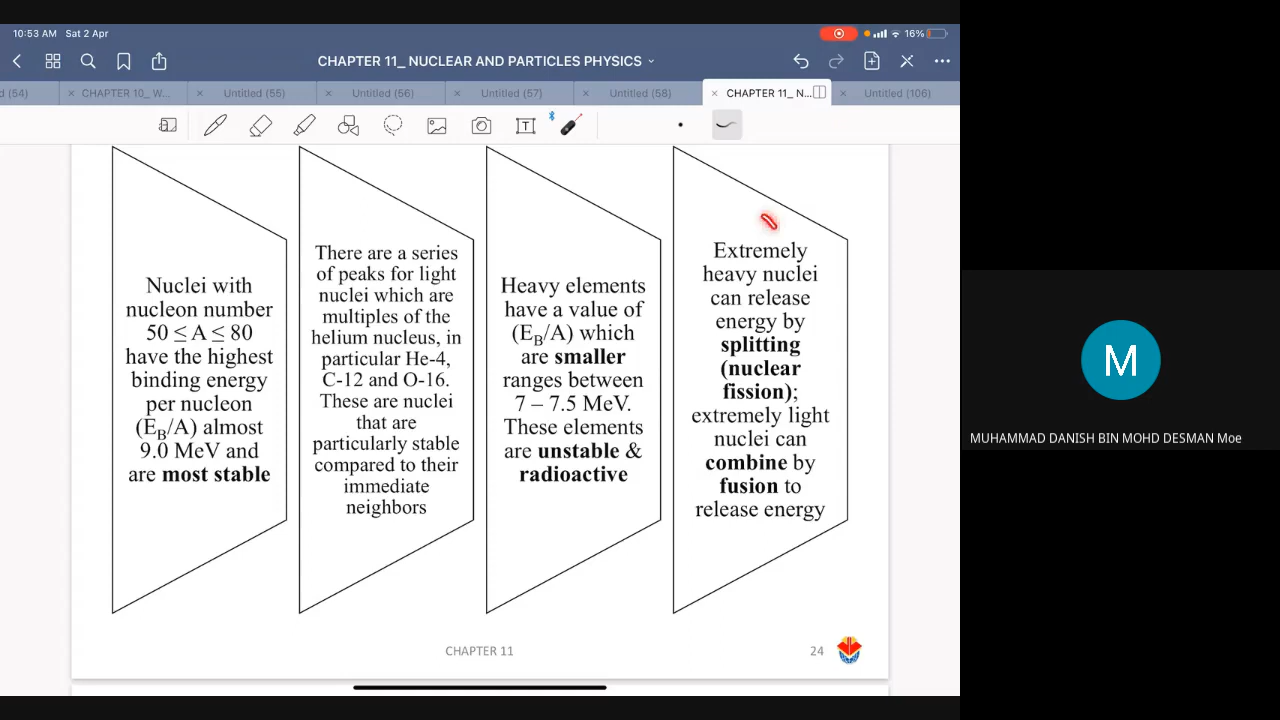 10:53 AM Sat 2 Apr
16%
CHAPTER 11_ NUCLEAR AND PARTICLES PHYSICS
d (54)
CHAPTER 10_ W...
Untitled (55)
Untitled (56)
Untitled (57)
Untitled (58)
CHAPTER 11_ N...
Untitled (106)
T
Nuclei with
nucleon number
50 ≤ A ≤ 80
have the highest
binding energy
per nucleon
(E_B/A) almost
9.0 MeV and
are most stable
There are a series
of peaks for light
nuclei which are
multiples of the
helium nucleus, in
particular He-4,
C-12 and O-16.
These are nuclei
that are
particularly stable
compared to their
immediate
neighbors
Heavy elements
have a value of
(E_B/A) which
are smaller
ranges between
7 – 7.5 MeV.
These elements
are unstable &
radioactive
Extremely
heavy nuclei
can release
energy by
splitting
(nuclear
fission);
extremely light
nuclei can
combine by
fusion to
release energy
CHAPTER 11
24
M
MUHAMMAD DANISH BIN MOHD DESMAN Moe